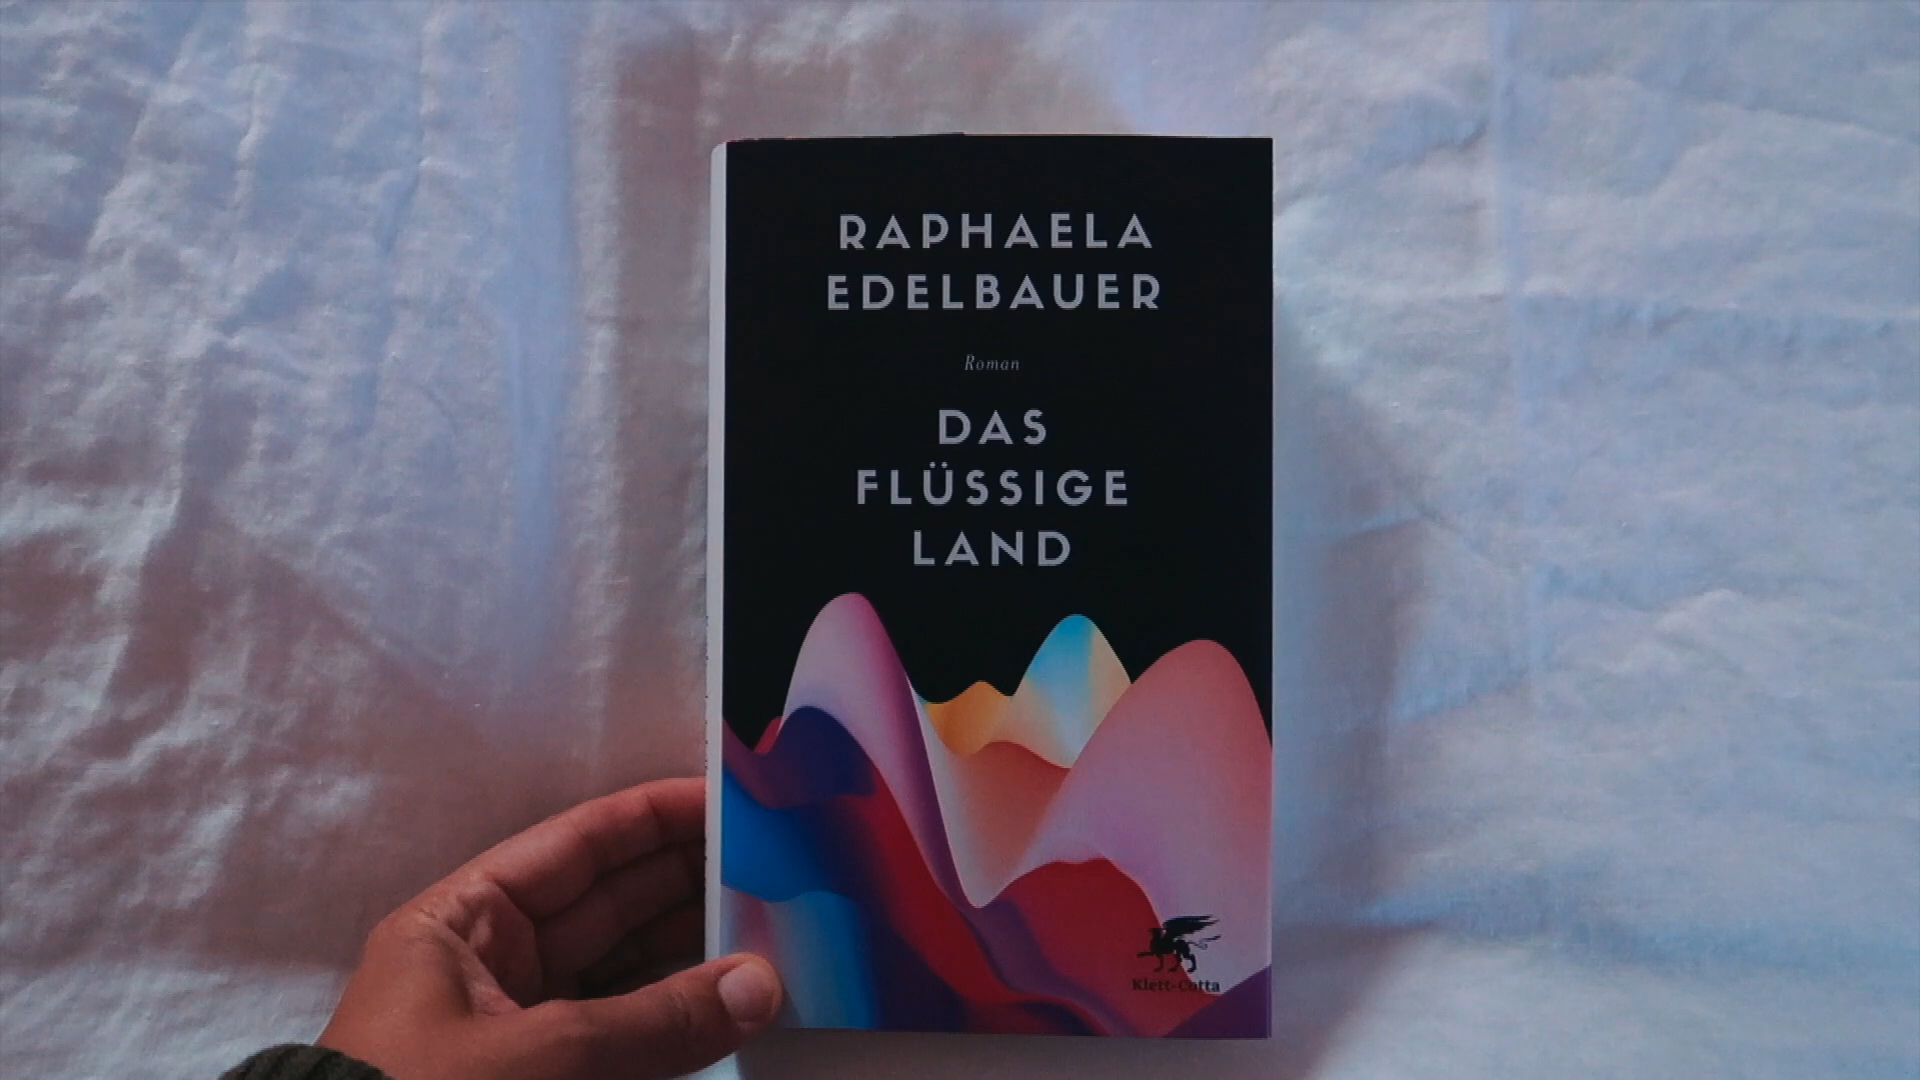 RAPHAELA
EDELBAUER
Roman
DAS
FLÜSSIGE
LAND
Klett-Cotta